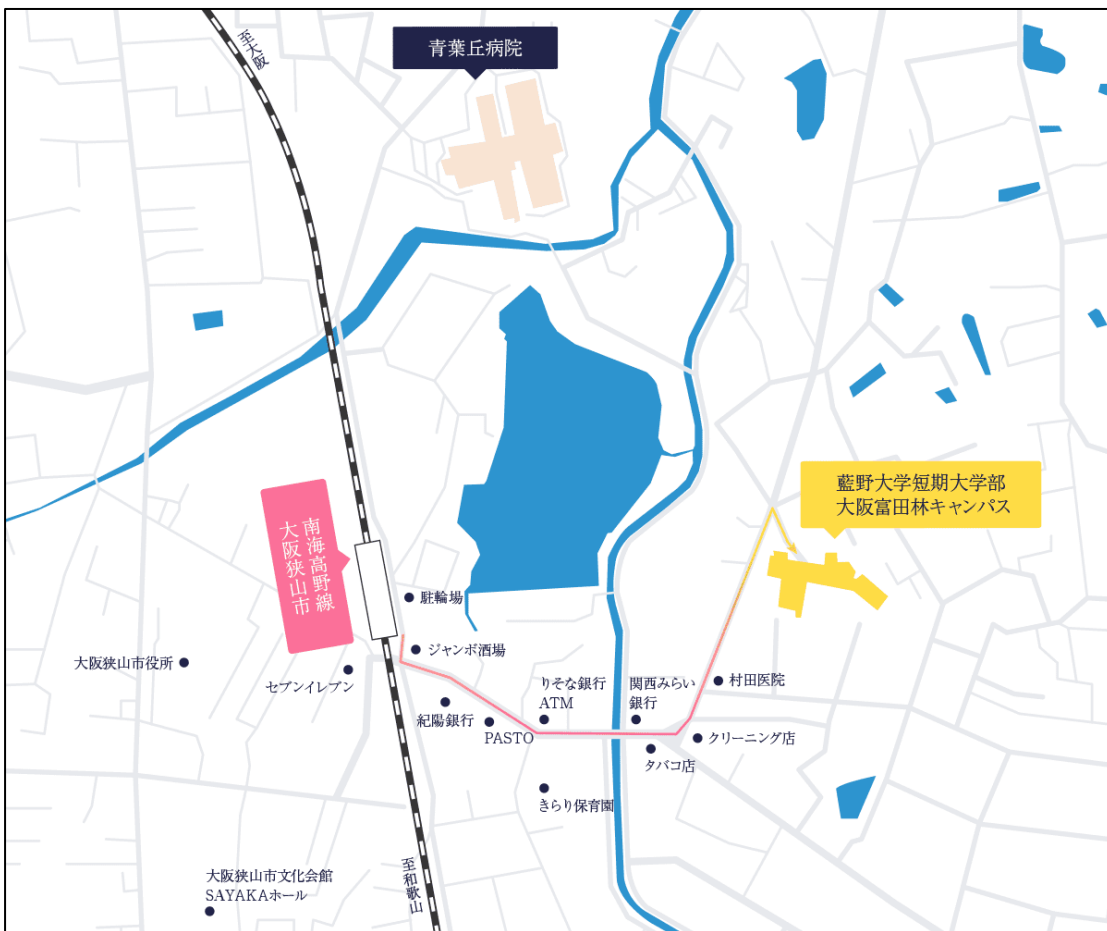 至大阪
青葉丘病院
藍野大学短期大学部
大阪富田林キャンパス
南海高野線
大阪狭山市
駐輪場
ジャンボ酒場
大阪狭山市役所
セブンイレブン
りそな銀行
ATM
関西みらい
銀行
村田医院
紀陽銀行
PASTO
クリーニング店
タバコ店
きらり保育園
至和歌山
大阪狭山市文化会館
SAYAKAホール